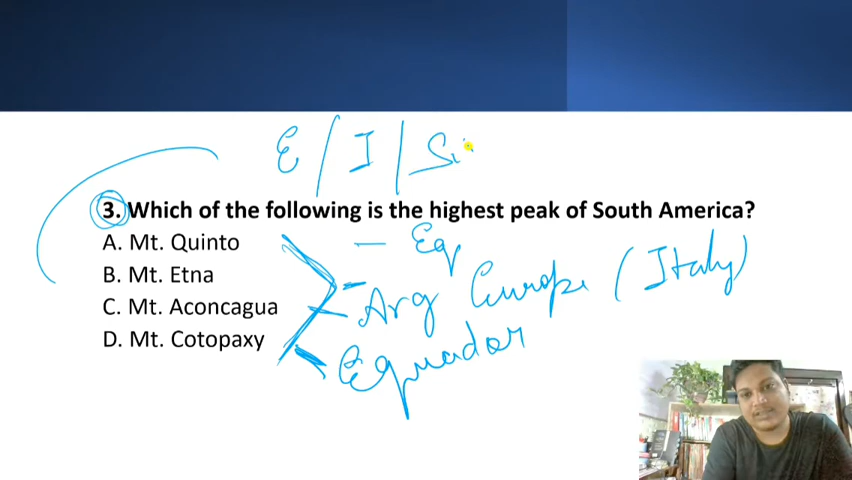 E / I / Si
3. Which of the following is the highest peak of South America?
A. Mt. Quinto
— Eq
B. Mt. Etna
Europe (Italy)
C. Mt. Aconcagua
Arg
D. Mt. Cotopaxy
Equador